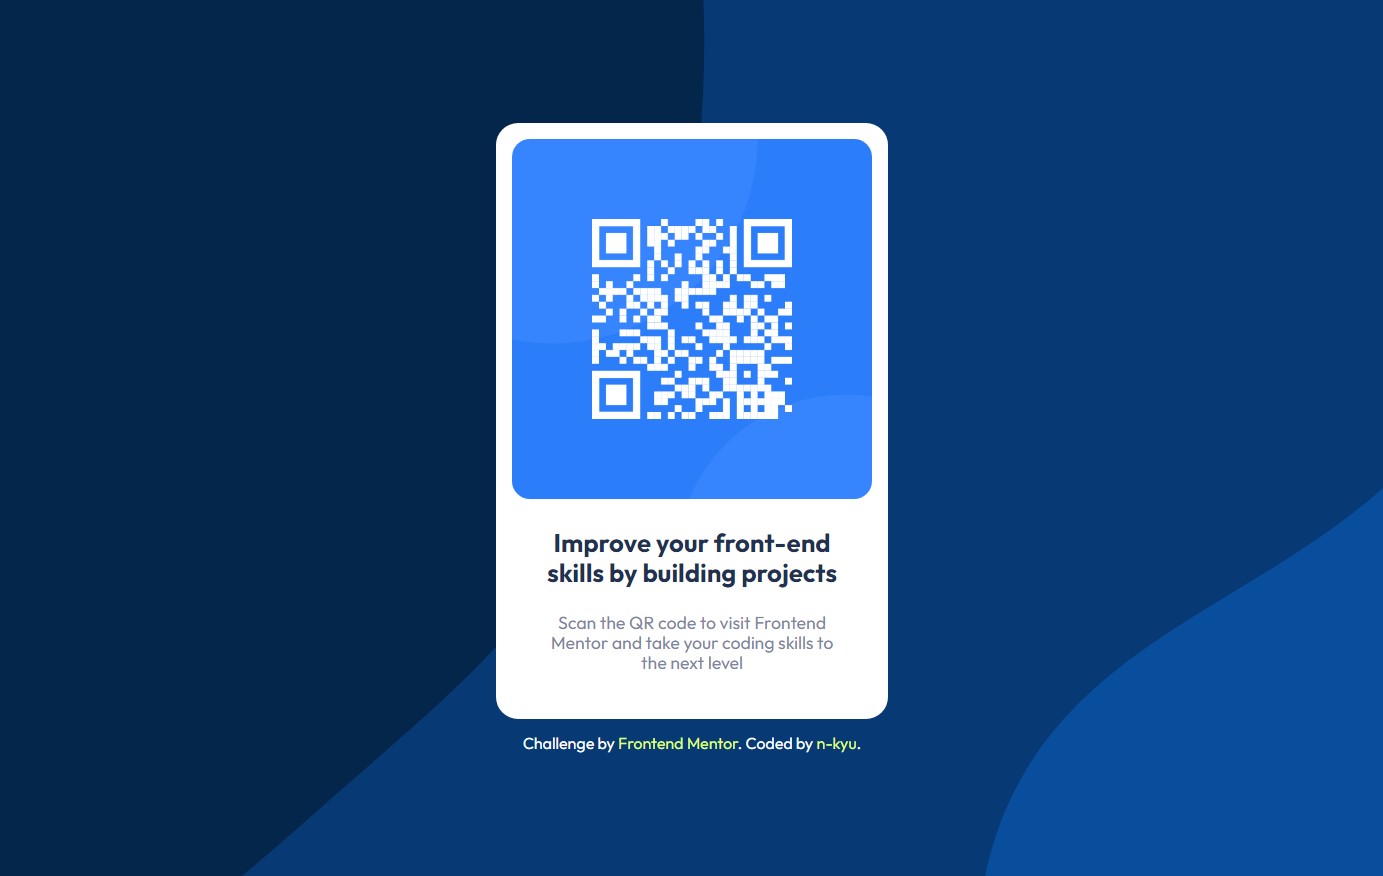 Improve your front-end
skills by building projects
Scan the QR code to visit Frontend
Mentor and take your coding skills to
the next level
Challenge by Frontend Mentor. Coded by n-kyu.